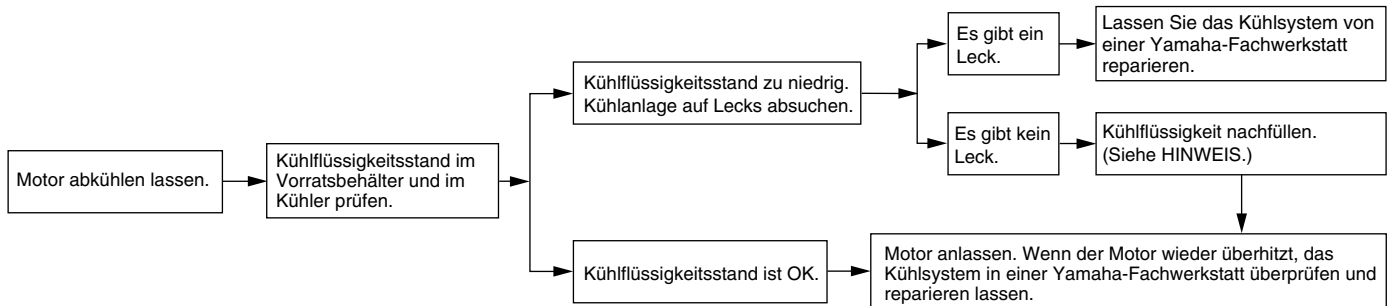 Motor abkühlen lassen.
Kühlflüssigkeitsstand im
Vorratsbehälter und im
Kühler prüfen.
Kühlflüssigkeitsstand zu niedrig.
Kühlanlage auf Lecks absuchen.
Es gibt ein
Leck.
Lassen Sie das Kühlsystem von
einer Yamaha-Fachwerkstatt
reparieren.
Es gibt kein
Leck.
Kühlflüssigkeit nachfüllen.
(Siehe HINWEIS.)
Kühlflüssigkeitsstand ist OK.
Motor anlassen. Wenn der Motor wieder überhitzt, das
Kühlsystem in einer Yamaha-Fachwerkstatt überprüfen und
reparieren lassen.